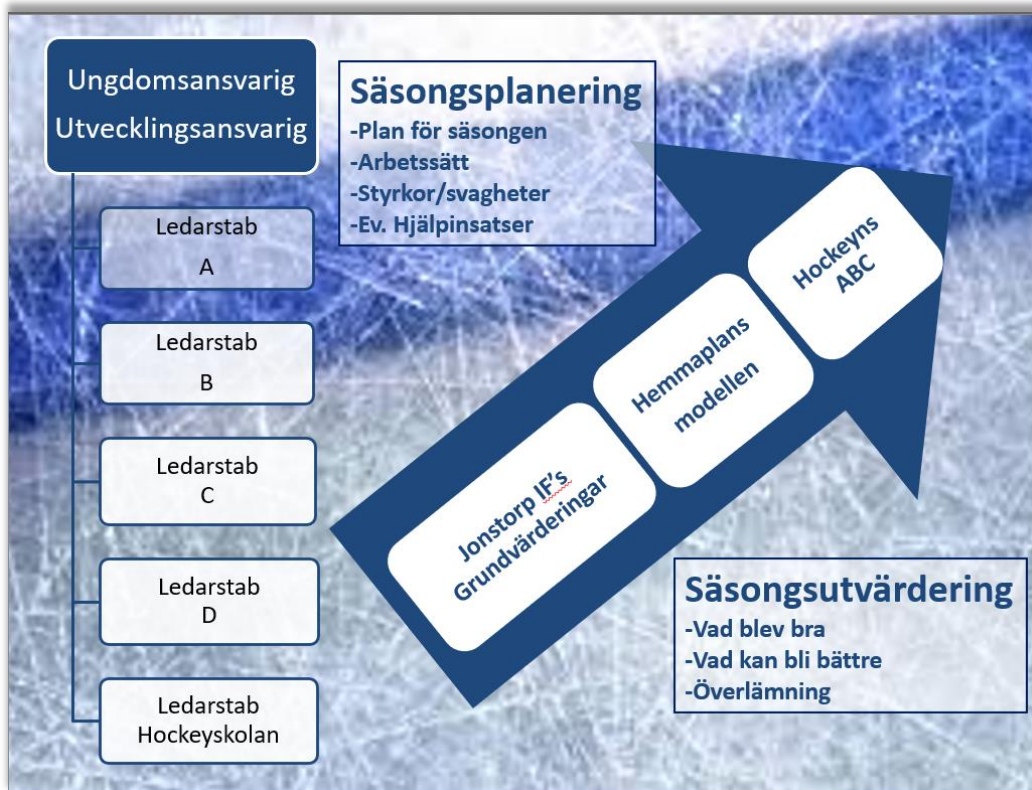 Ungdomsansvarig
Utvecklingsansvarig
Ledarstab
A
Ledarstab
B
Ledarstab
C
Ledarstab
D
Ledarstab
Hockeyskolan
Säsongsplanering
-Plan för säsongen
-Arbetssätt
-Styrkor/svagheter
-Ev. Hjälpinsatser
Jonstorp IF's
Grundvärderingar
Hemmaplans
modellen
Hockeyns
ABC
Säsongsutvärdering
-Vad blev bra
-Vad kan bli bättre
-Överlämning